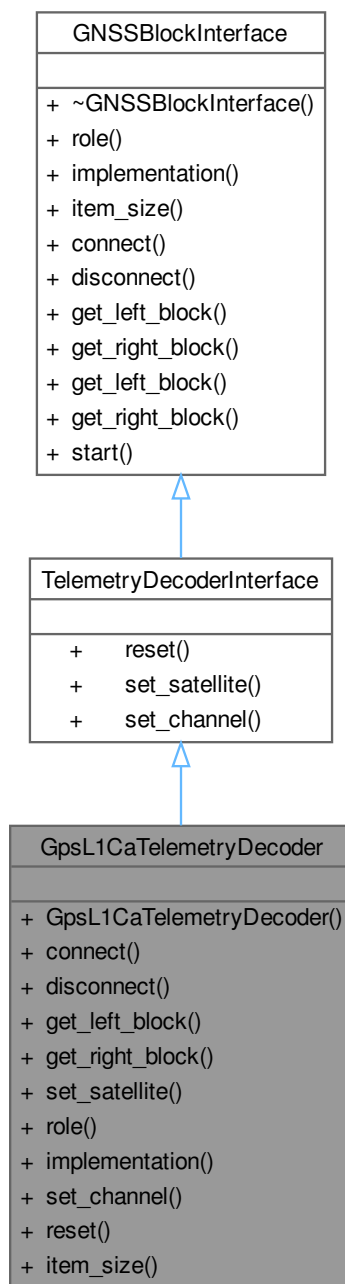 GNSSBlockInterface
+ ~GNSSBlockInterface()
+ role()
+ implementation()
+ item_size()
+ connect()
+ disconnect()
+ get_left_block()
+ get_right_block()
+ get_left_block()
+ get_right_block()
+ start()
TelemetryDecoderInterface
+ reset()
+ set_satellite()
+ set_channel()
GpsL1CaTelemetryDecoder
+ GpsL1CaTelemetryDecoder()
+ connect()
+ disconnect()
+ get_left_block()
+ get_right_block()
+ set_satellite()
+ role()
+ implementation()
+ set_channel()
+ reset()
+ item_size()